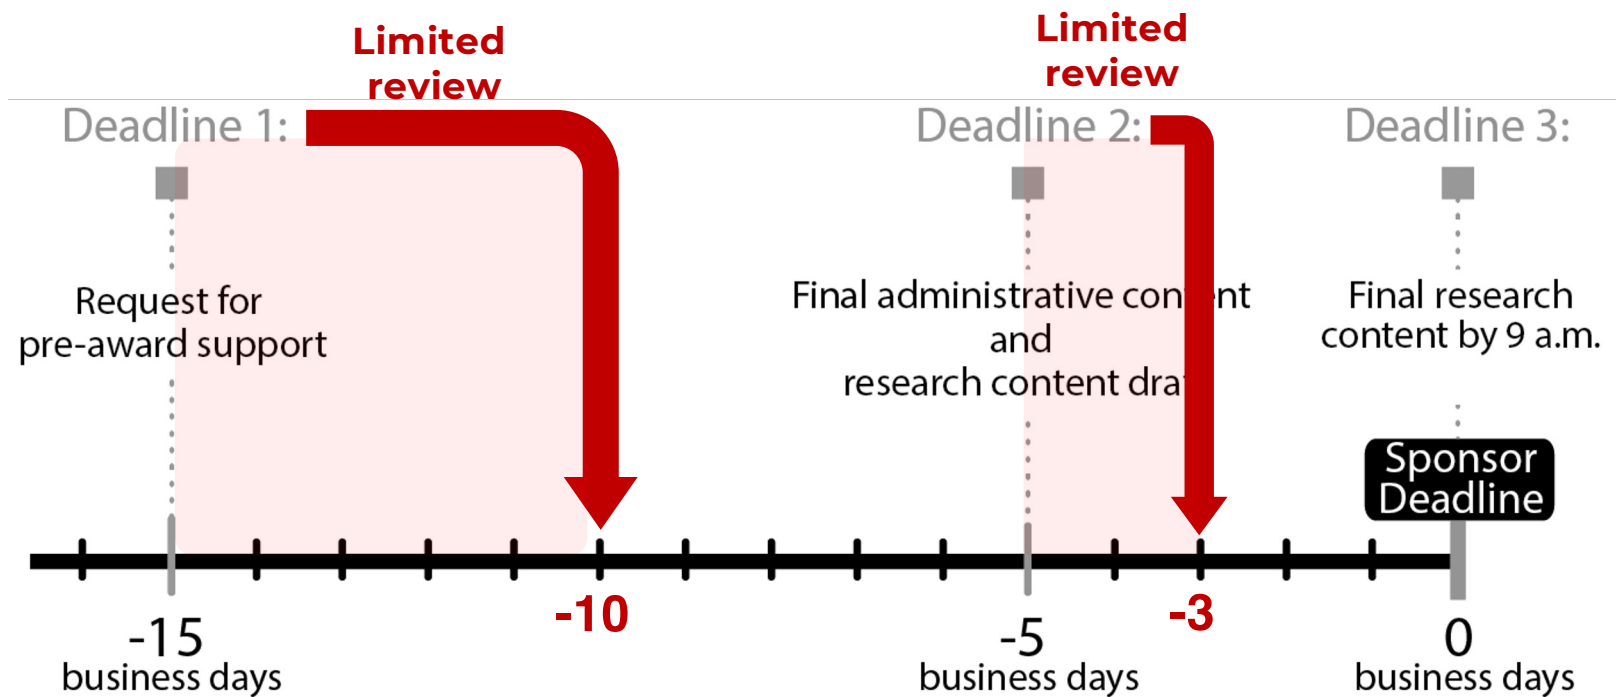 Limited
review
Limited
review
Deadline 1:
Deadline 2:
Deadline 3:
Request for
pre-award support
Final administrative content
and
research content draft
Final research
content by 9 a.m.
Sponsor
Deadline
-10
-3
-15
business days
-5
business days
0
business days